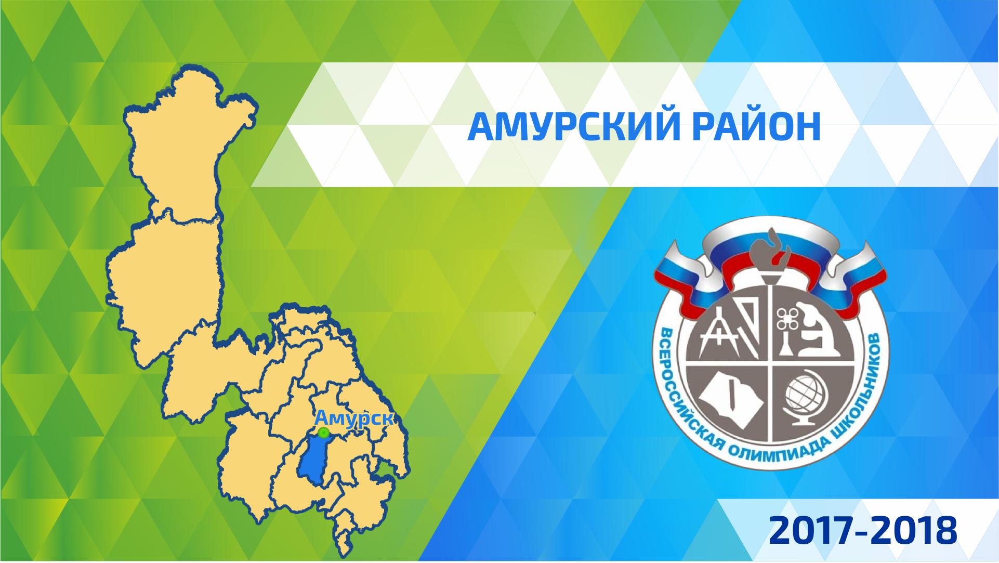 АМУРСКИЙ РАЙОН
Амурск
ВСЕРОССИЙСКАЯ ОЛИМПИАДА ШКОЛЬНИКОВ
2017-2018